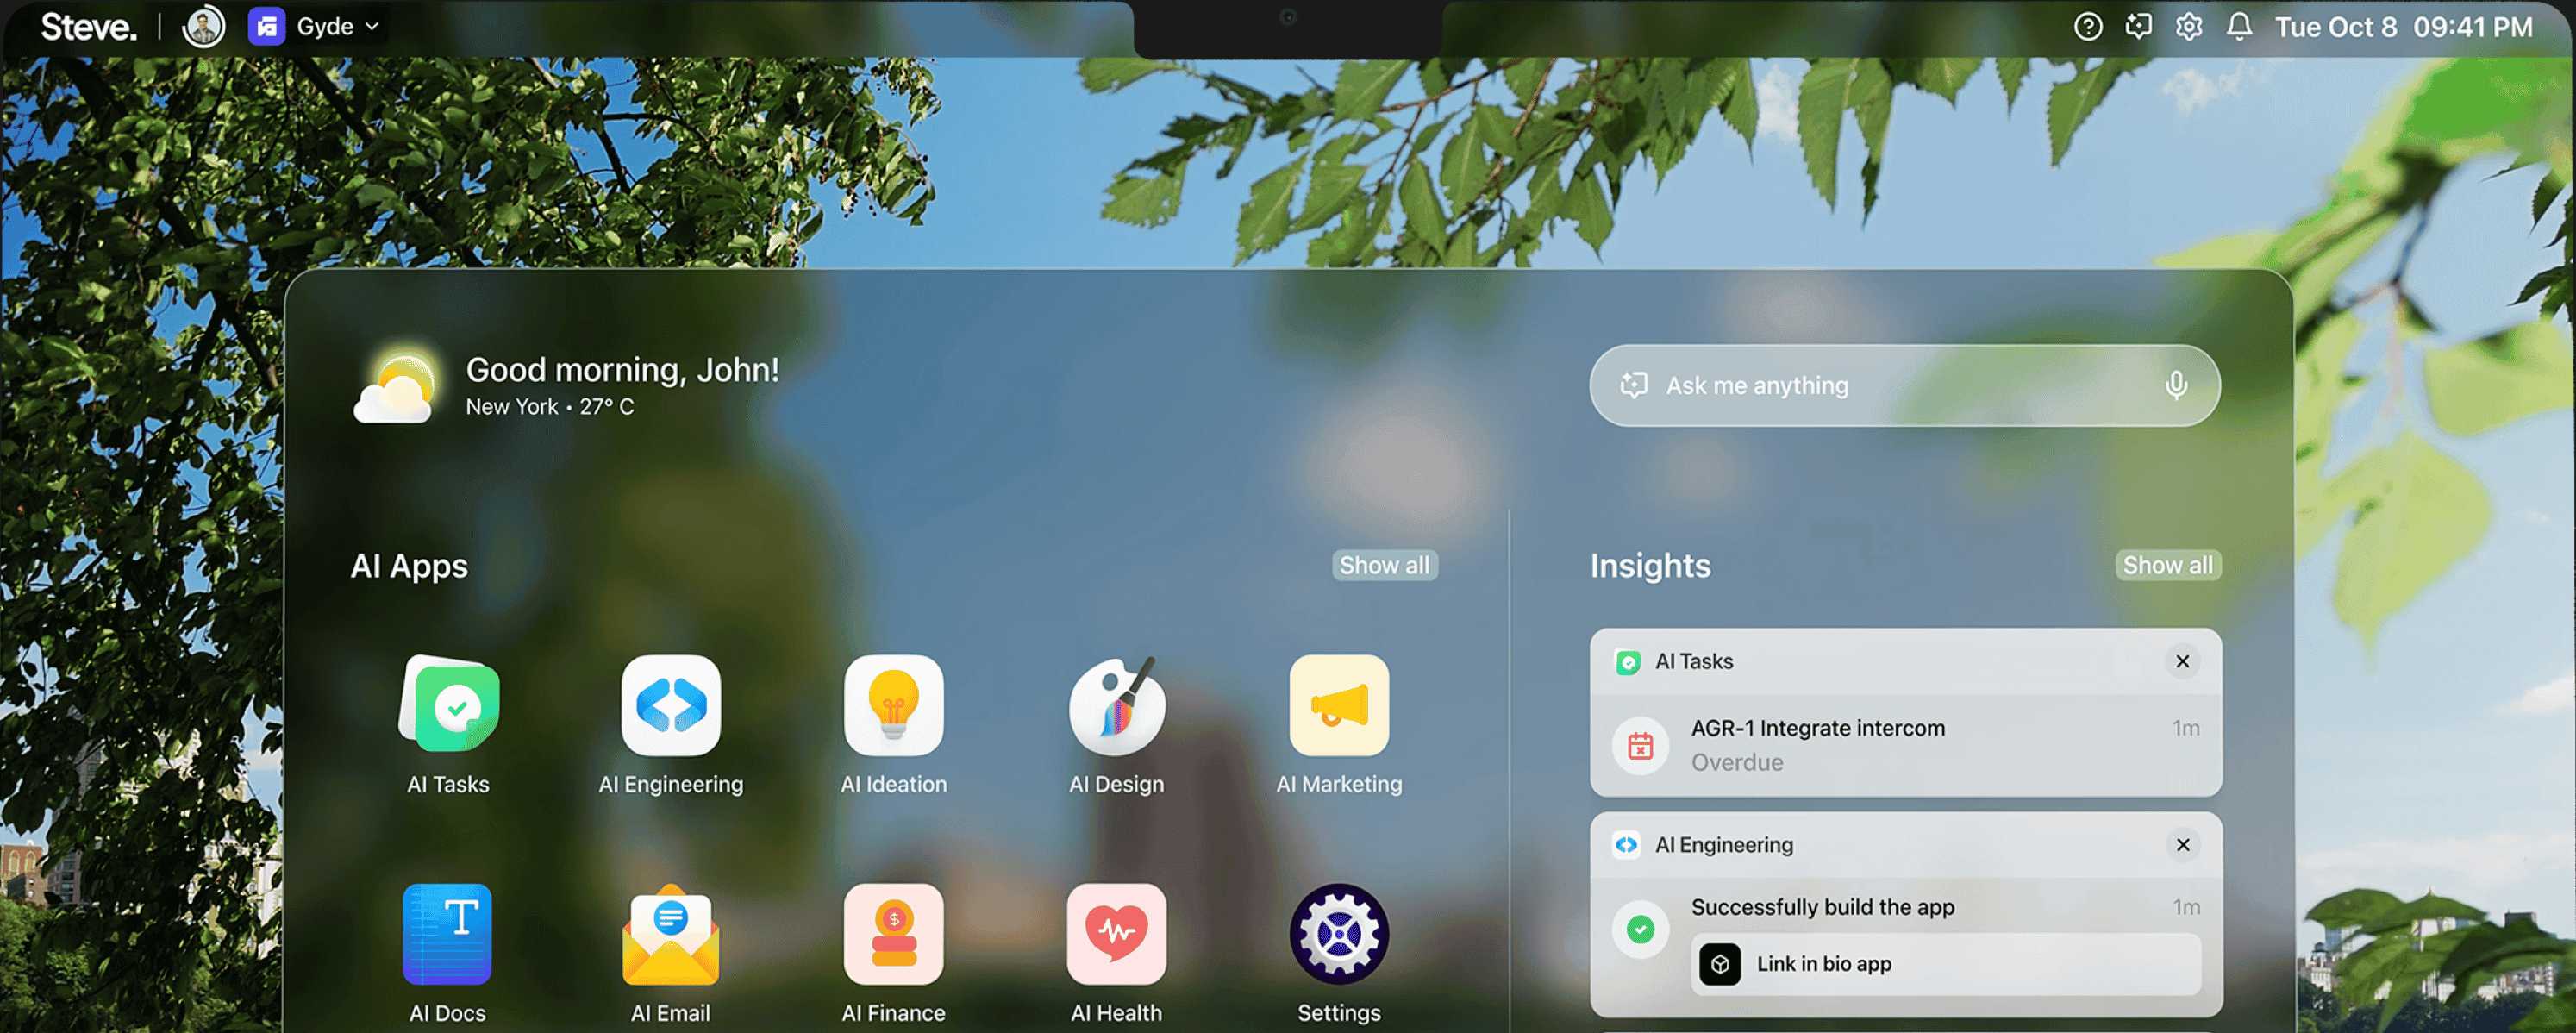 Steve.
Gyde
Tue Oct 8 09:41 PM
Good morning, John!
New York • 27° C
Ask me anything
AI Apps
Show all
AI Tasks
AI Engineering
AI Ideation
AI Design
AI Marketing
T
AI Docs
AI Email
$
AI Finance
AI Health
Settings
Insights
Show all
AI Tasks
AGR-1 Integrate intercom
1m
Overdue
AI Engineering
Successfully build the app
1m
Link in bio app